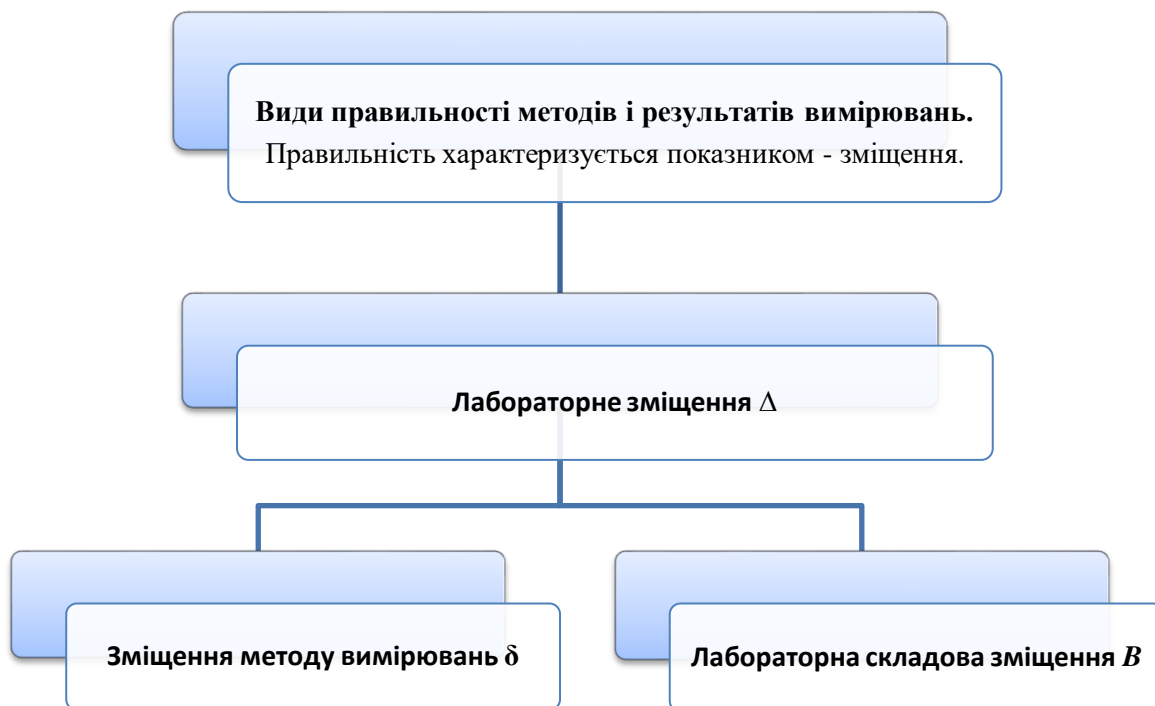 Види правильності методів і результатів вимірювань.
Правильність характеризується показником - зміщення.
Лабораторне зміщення Δ
Зміщення методу вимірювань δ
Лабораторна складова зміщення B